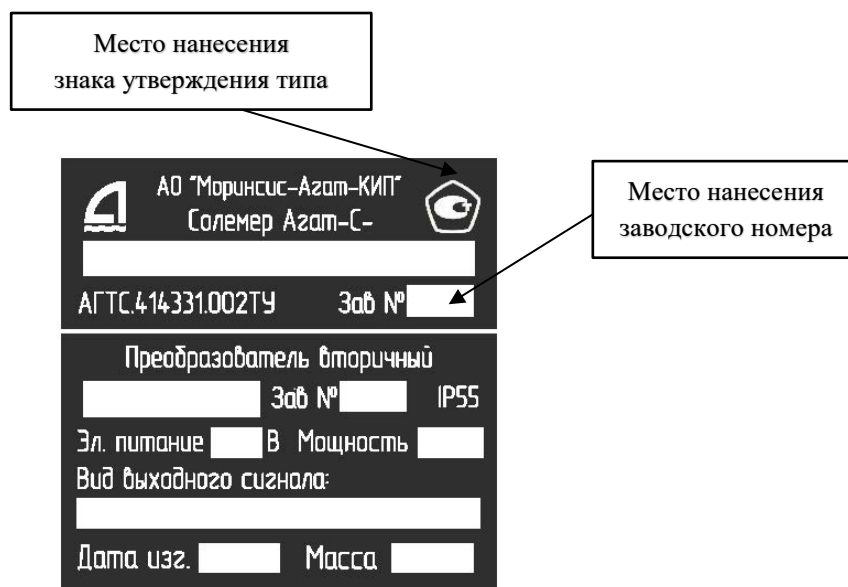 Место нанесения
знака утверждения типа
АО "Моринсис-Агат-КИП"
Солемер Агат-С-
Место нанесения
заводского номера
АГТС.414331.002ТУ Зав №
Преобразователь вторичный
Зав № IP55
Эл. питание В Мощность
Вид выходного сигнала:
Дата изг. Масса